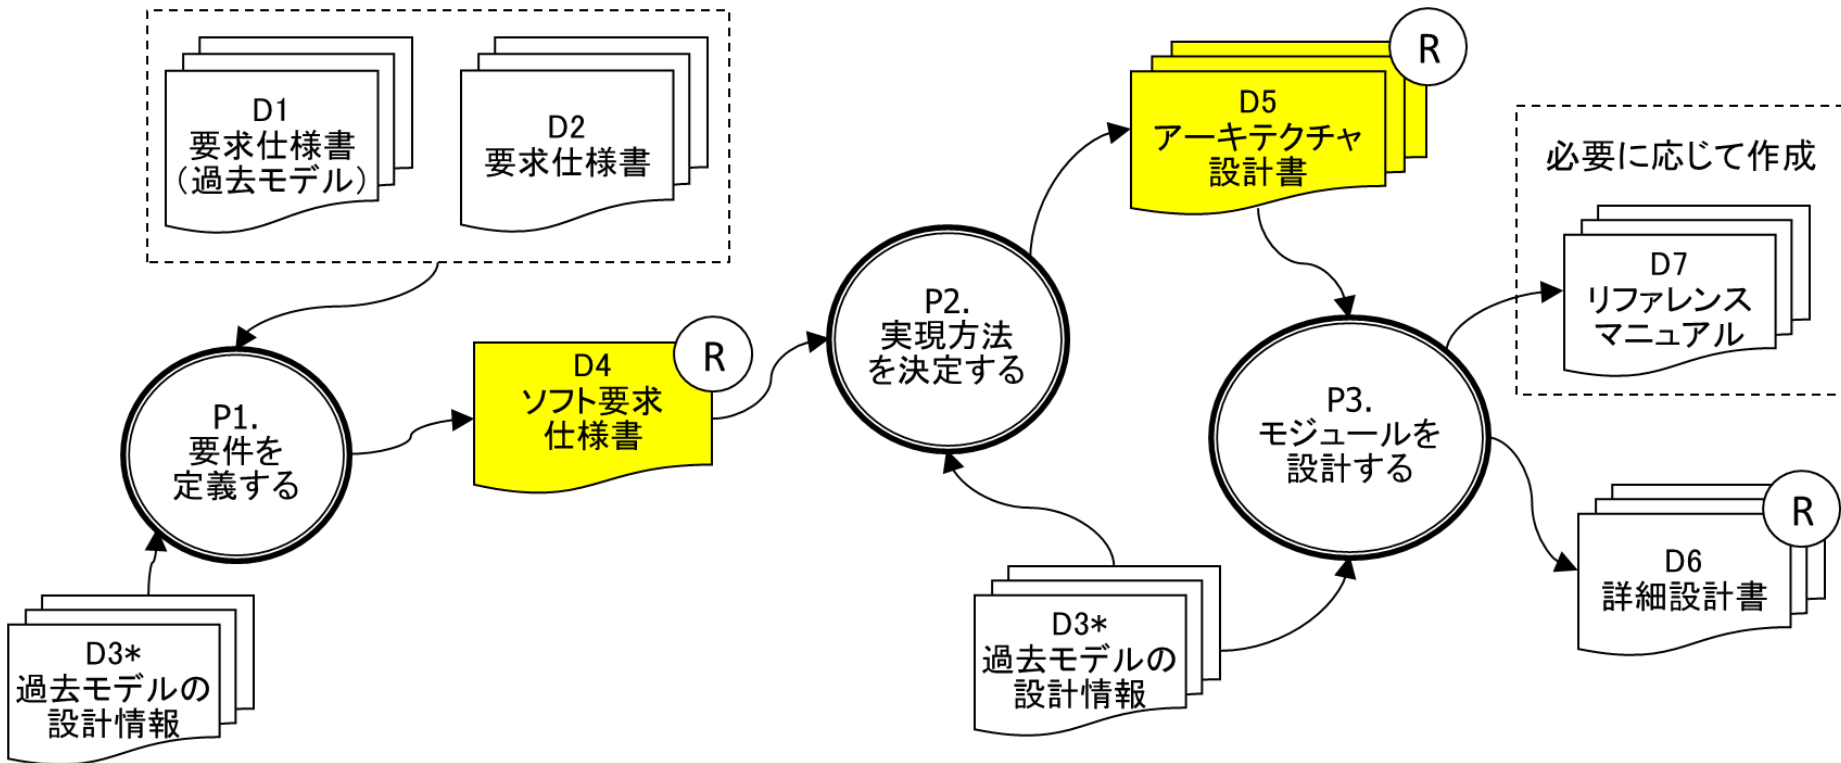 D1
要求仕様書
（過去モデル）
D2
要求仕様書
P1.
要件を
定義する
D3*
過去モデルの
設計情報
D4
ソフト要求
仕様書
R
P2.
実現方法
を決定する
D5
アーキテクチャ
設計書
R
D3*
過去モデルの
設計情報
P3.
モジュールを
設計する
必要に応じて作成
D7
リファレンス
マニュアル
D6
詳細設計書
R